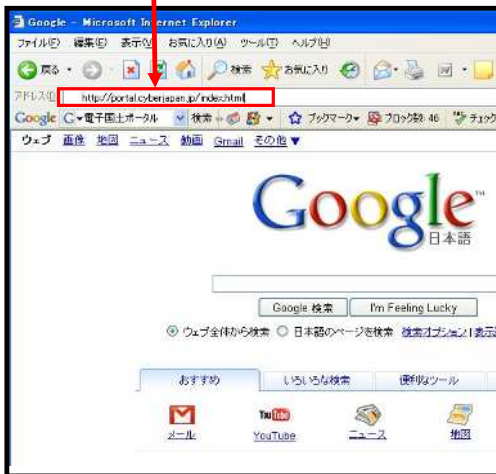 Google - Microsoft Internet Explorer
ファイル(F) 編集(E) 表示(V) お気に入り(A) ツール(T) ヘルプ(H)
戻る 検索 お気に入り
アドレス(D) http://portal.cyberjapan.jp/index.html
Google 電子国土ポータル 検索 ブックマーク ブロック数: 46 チェック
ウェブ 画像 地図 ニュース 動画 Gmail その他 ▼
Google™
日本語
Google 検索 I'm Feeling Lucky
ウェブ全体から検索 日本語のページを検索 検索オプション | 表示
おすすめ いろいろな検索 便利なツール
You Tube
メール YouTube ニュース 地図